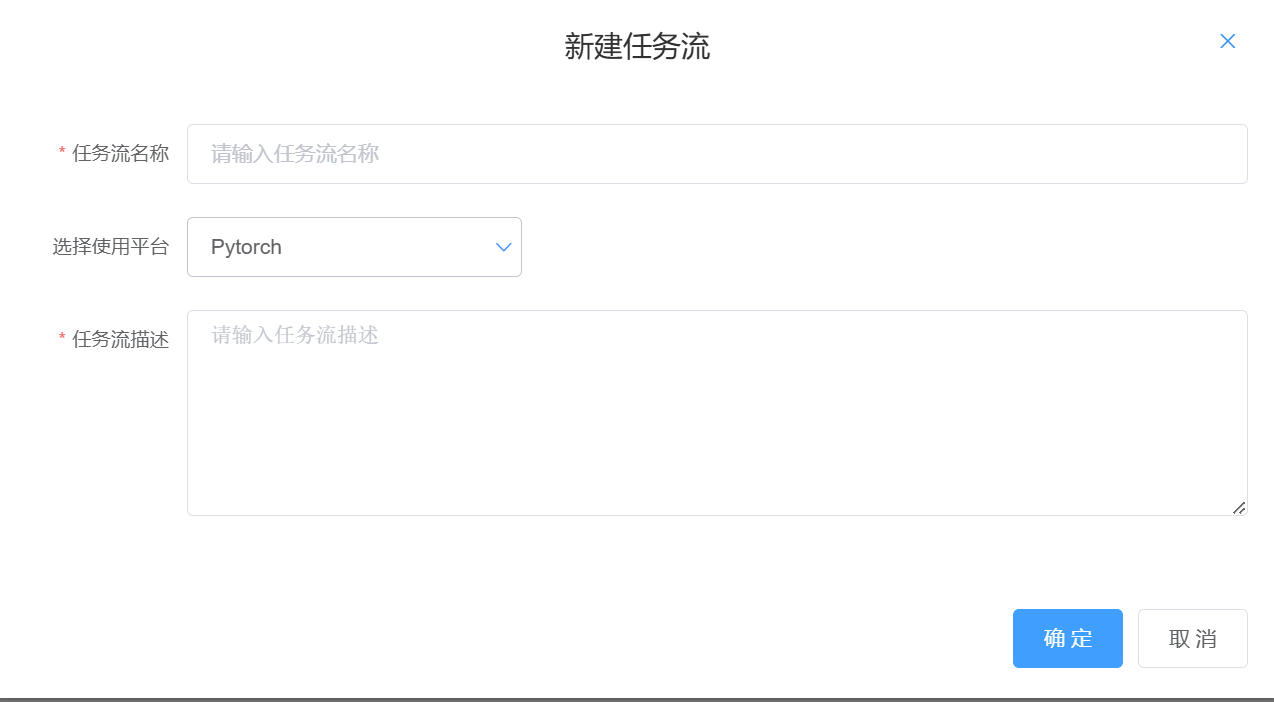 新建任务流
* 任务流名称 请输入任务流名称
选择使用平台 Pytorch
* 任务流描述 请输入任务流描述
确定 取消